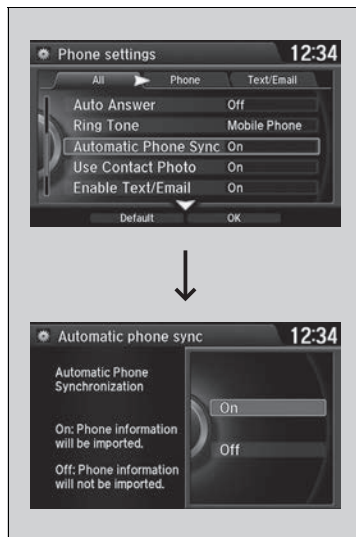 Phone settings 12:34
All Phone Text/Email
Auto Answer Off
Ring Tone Mobile Phone
Automatic Phone Sync On
Use Contact Photo On
Enable Text/Email On
Default OK
Automatic phone sync 12:34
Automatic Phone
Synchronization
On
On: Phone information
will be imported.
Off
Off: Phone information
will not be imported.